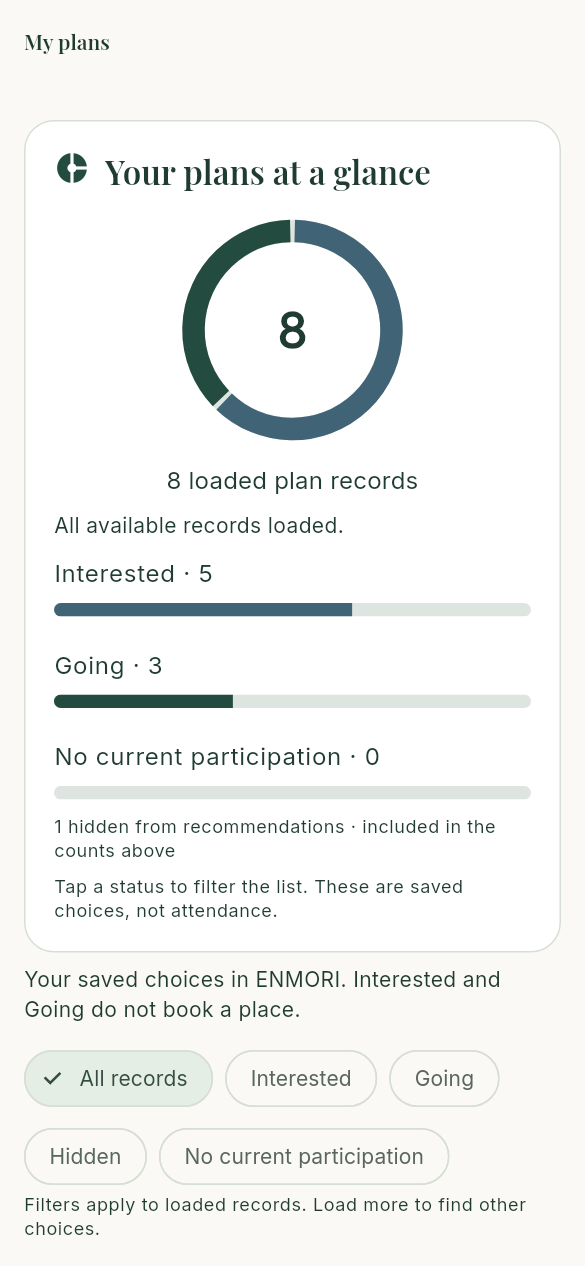 My plans
Your plans at a glance
8
8 loaded plan records
All available records loaded.
Interested · 5
Going · 3
No current participation · 0
1 hidden from recommendations · included in the
counts above
Tap a status to filter the list. These are saved
choices, not attendance.
Your saved choices in ENMORI. Interested and
Going do not book a place.
All records
Interested
Going
Hidden
No current participation
Filters apply to loaded records. Load more to find other
choices.